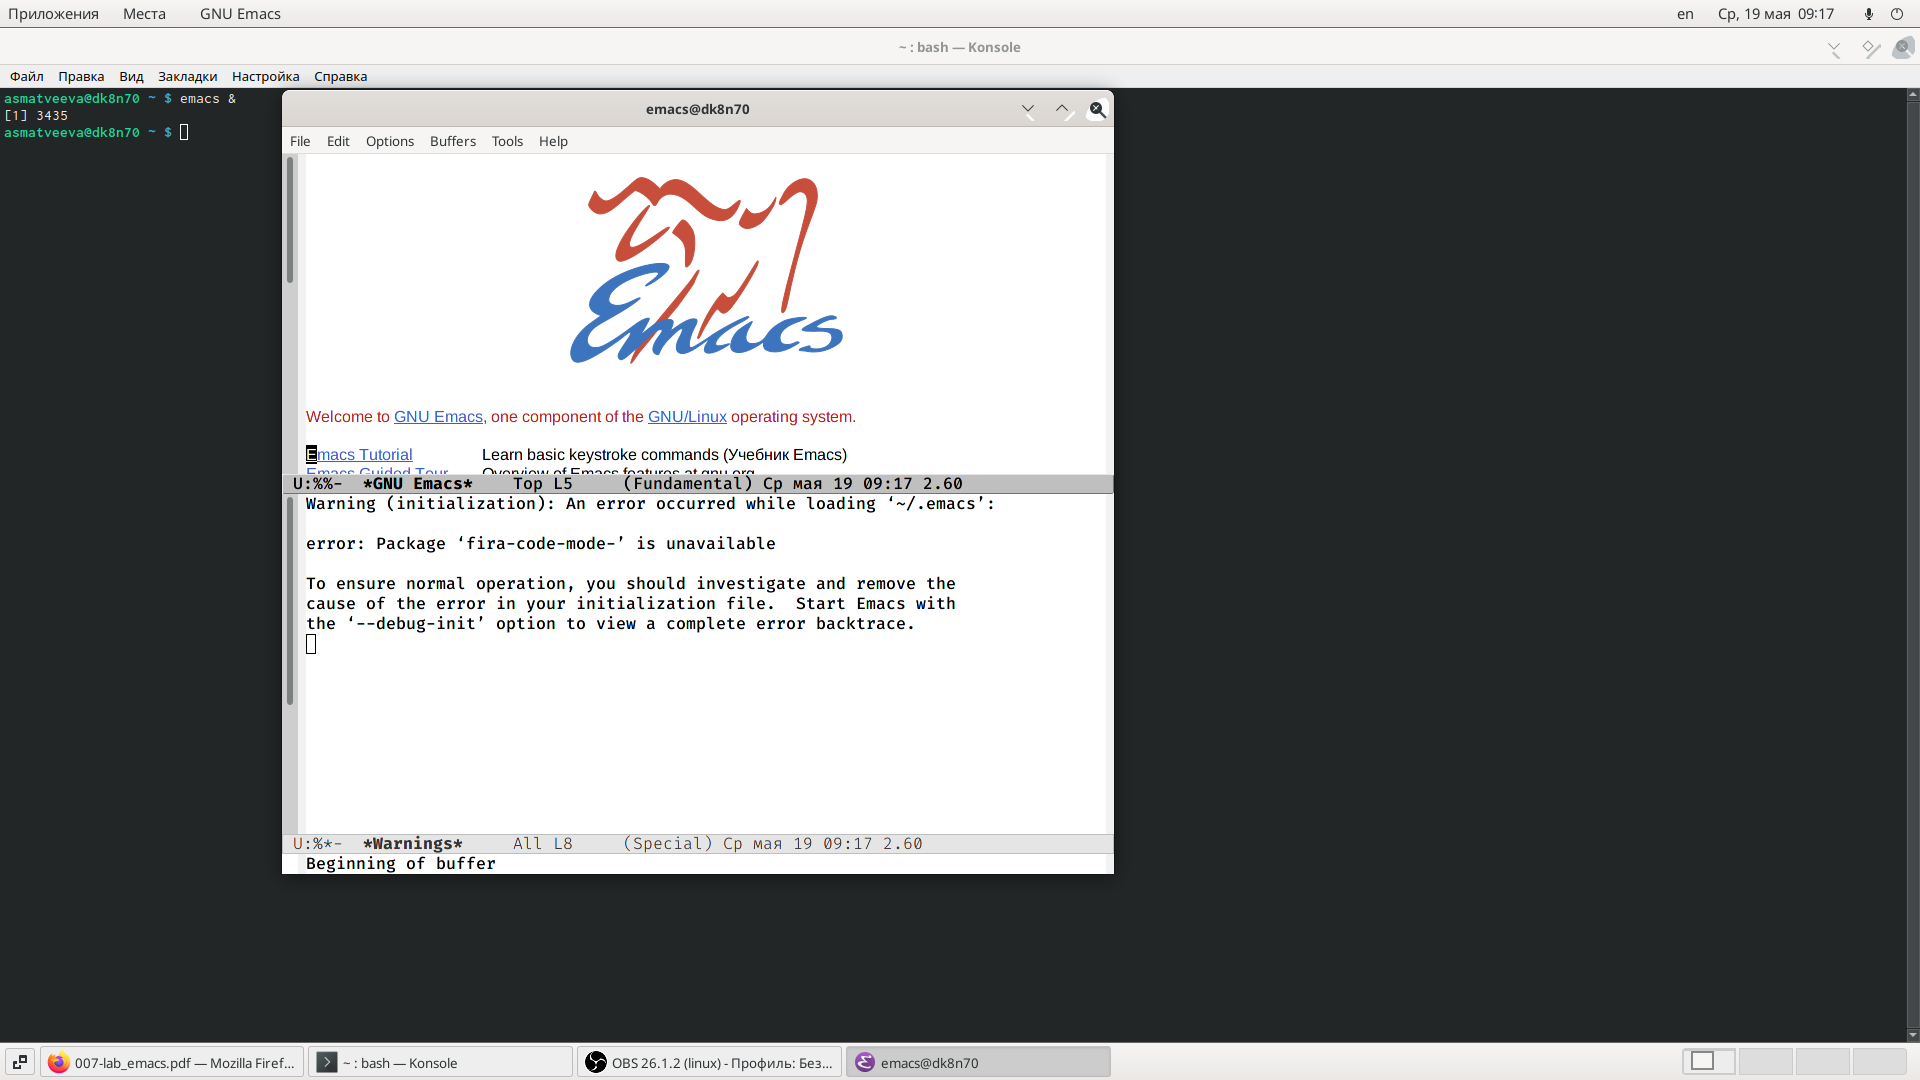 Приложения Места GNU Emacs en Ср, 19 мая 09:17
~ : bash — Konsole
Файл Правка Вид Закладки Настройка Справка
asmatveeva@dk8n70 ~ $ emacs &
[1] 3435
asmatveeva@dk8n70 ~ $
emacs@dk8n70
File Edit Options Buffers Tools Help
Emacs
Welcome to GNU Emacs, one component of the GNU/Linux operating system.
Emacs Tutorial Learn basic keystroke commands (Учебник Emacs)
Emacs Guided Tour Overview of Emacs features at gnu.org
U:%%- *GNU Emacs* Top L5 (Fundamental) Ср мая 19 09:17 2.60
Warning (initialization): An error occurred while loading ‘~/.emacs’:
error: Package ‘fira-code-mode-’ is unavailable
To ensure normal operation, you should investigate and remove the
cause of the error in your initialization file.  Start Emacs with
the ‘--debug-init’ option to view a complete error backtrace.
U:%*- *Warnings* All L8 (Special) Ср мая 19 09:17 2.60
Beginning of buffer
007-lab_emacs.pdf — Mozilla Firef... ~ : bash — Konsole OBS 26.1.2 (linux) - Профиль: Без... emacs@dk8n70